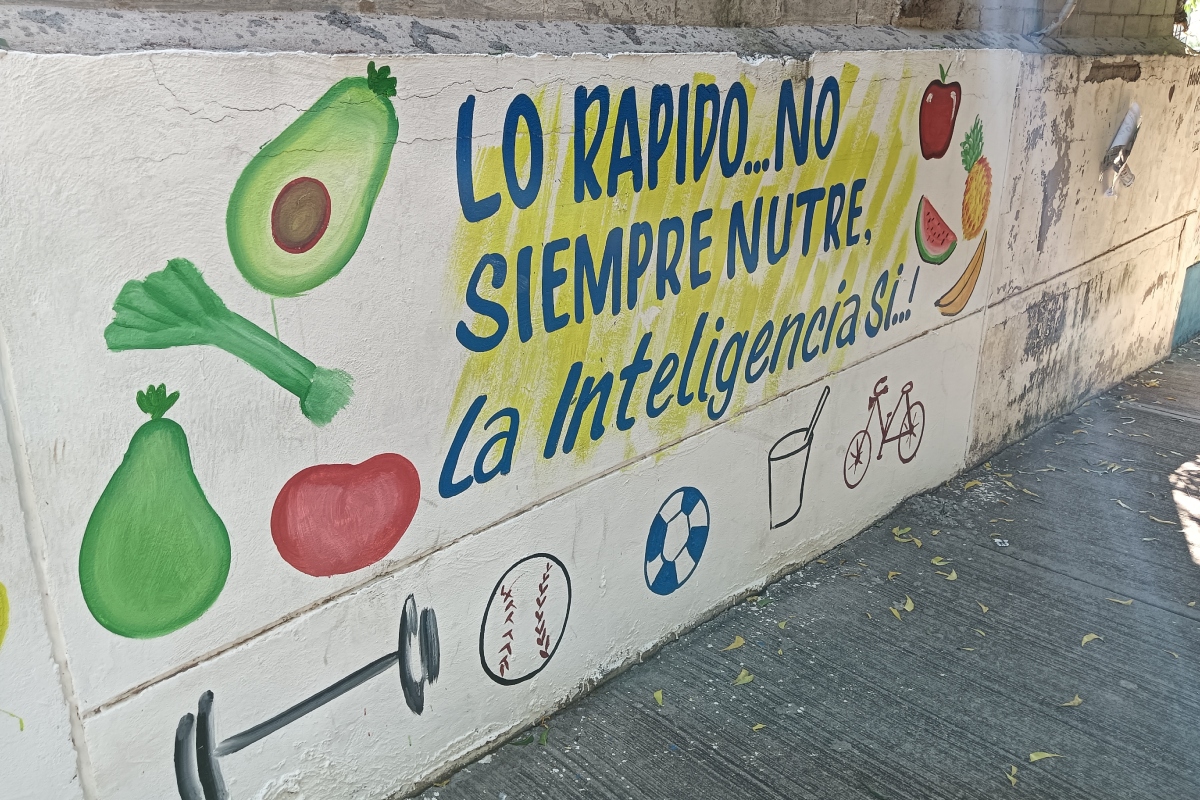 LO RAPIDO...NO
SIEMPRE NUTRE,
La Inteligencia Si...!